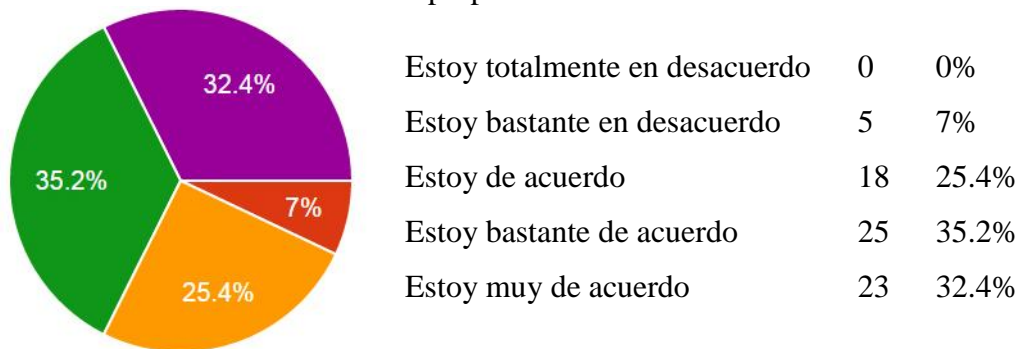 32.4%
35.2%
7%
25.4%
Estoy totalmente en desacuerdo 0 0%
Estoy bastante en desacuerdo 5 7%
Estoy de acuerdo 18 25.4%
Estoy bastante de acuerdo 25 35.2%
Estoy muy de acuerdo 23 32.4%